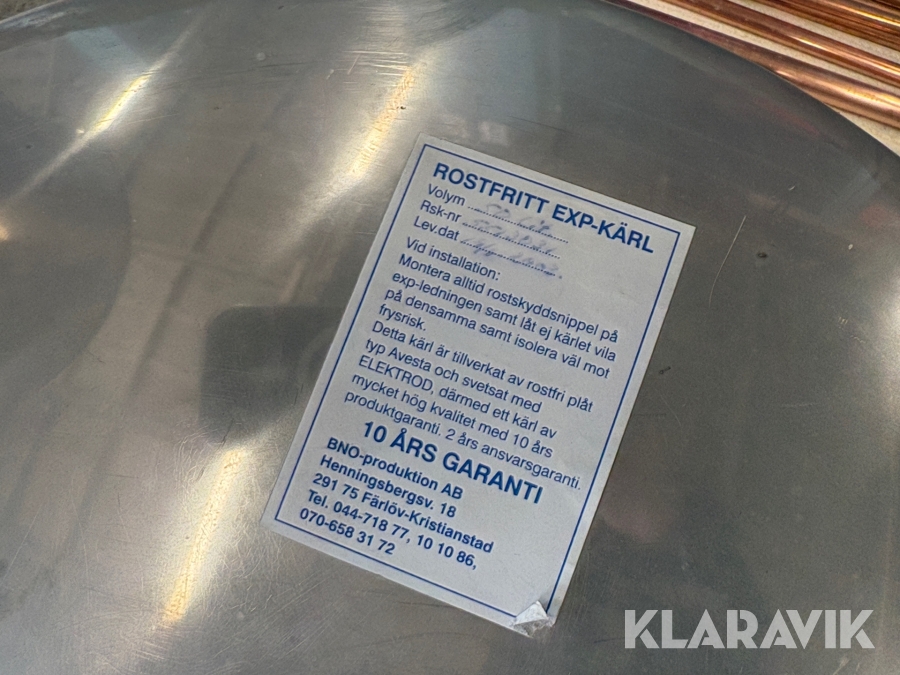 ROSTFRITT EXP-KÄRL
Volym
Rsk-nr
Lev.dat
Vid installation:
Montera alltid rostskyddsnippel på
exp-ledningen samt låt ej kärlet vila
på densamma samt isolera väl mot
frysrisk.
Detta kärl är tillverkat av rostfri plåt
typ Avesta och svetsat med
ELEKTROD, därmed ett kärl av
mycket hög kvalitet med 10 års
produktgaranti. 2 års ansvarsgaranti.
10 ÅRS GARANTI
BNO-produktion AB
Henningsbergsv. 18
291 75 Färlöv-Kristianstad
Tel. 044-718 77, 10 10 86,
070-658 31 72
KLARAVIK